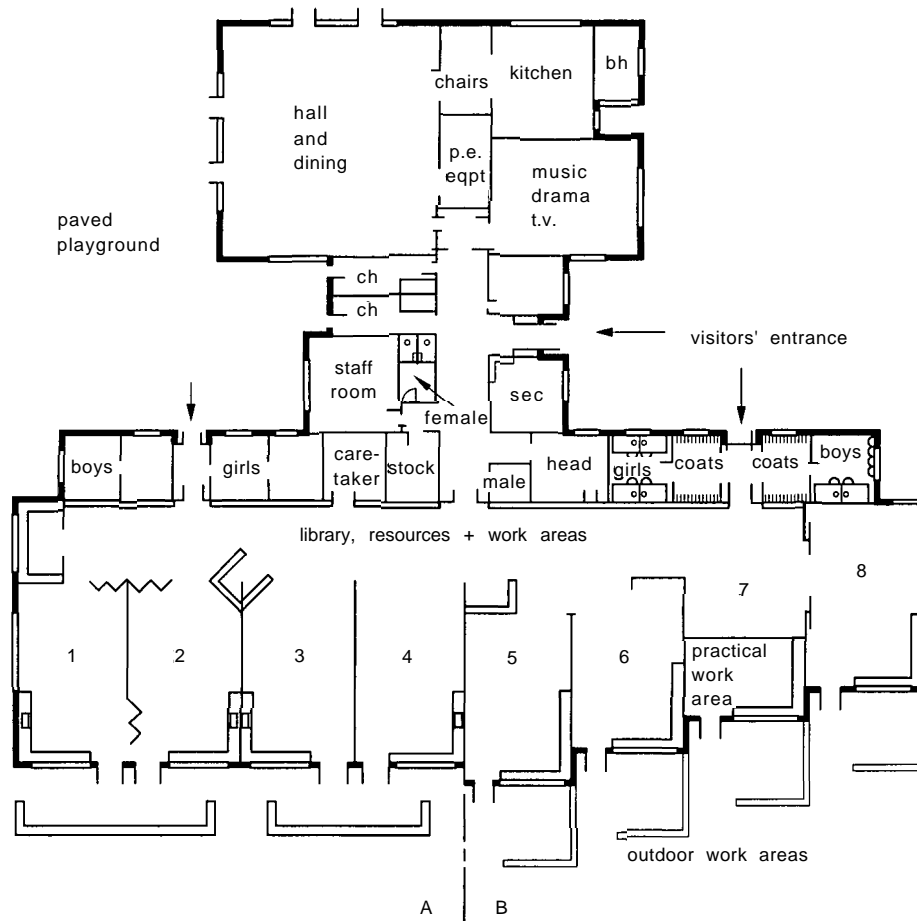 bh
kitchen
chairs
hall
and
dining
p.e.
eqpt
music
drama
t.v.
paved
playground
ch
ch
visitors' entrance
staff
room
sec
female
boys
girls
care-
taker
stock
male
head
girls
coats
coats
boys
library, resources + work areas
1
2
3
4
5
6
7
8
practical
work
area
outdoor work areas
A
B